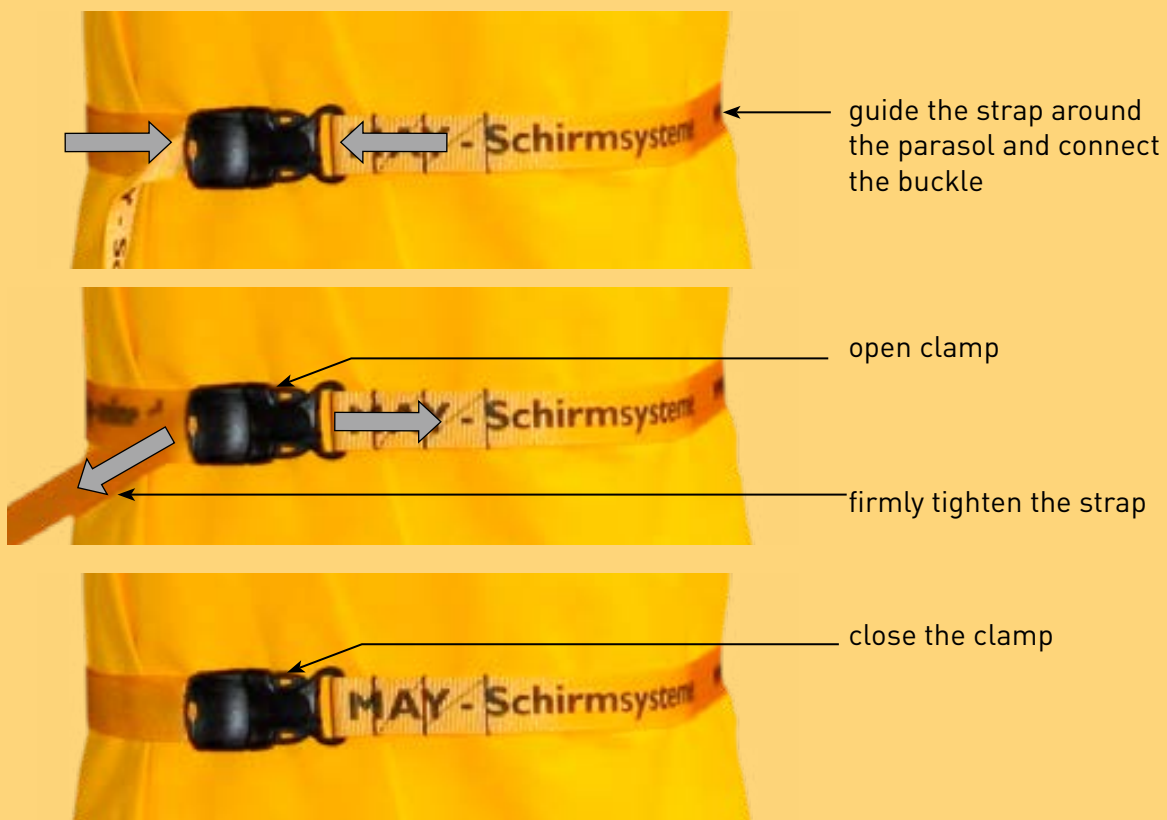 MAY - Schirmsysteme
guide the strap around
the parasol and connect
the buckle
open clamp
MAY - Schirmsysteme
firmly tighten the strap
close the clamp
MAY - Schirmsysteme